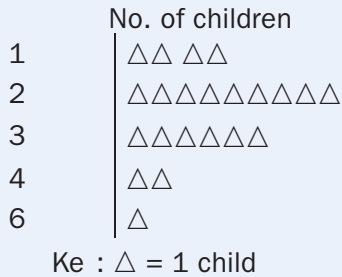 No. of children
1 △△ △△
2 △△△△△△△△△
3 △△△△△△
4 △△
6 △
Ke : △ = 1 child